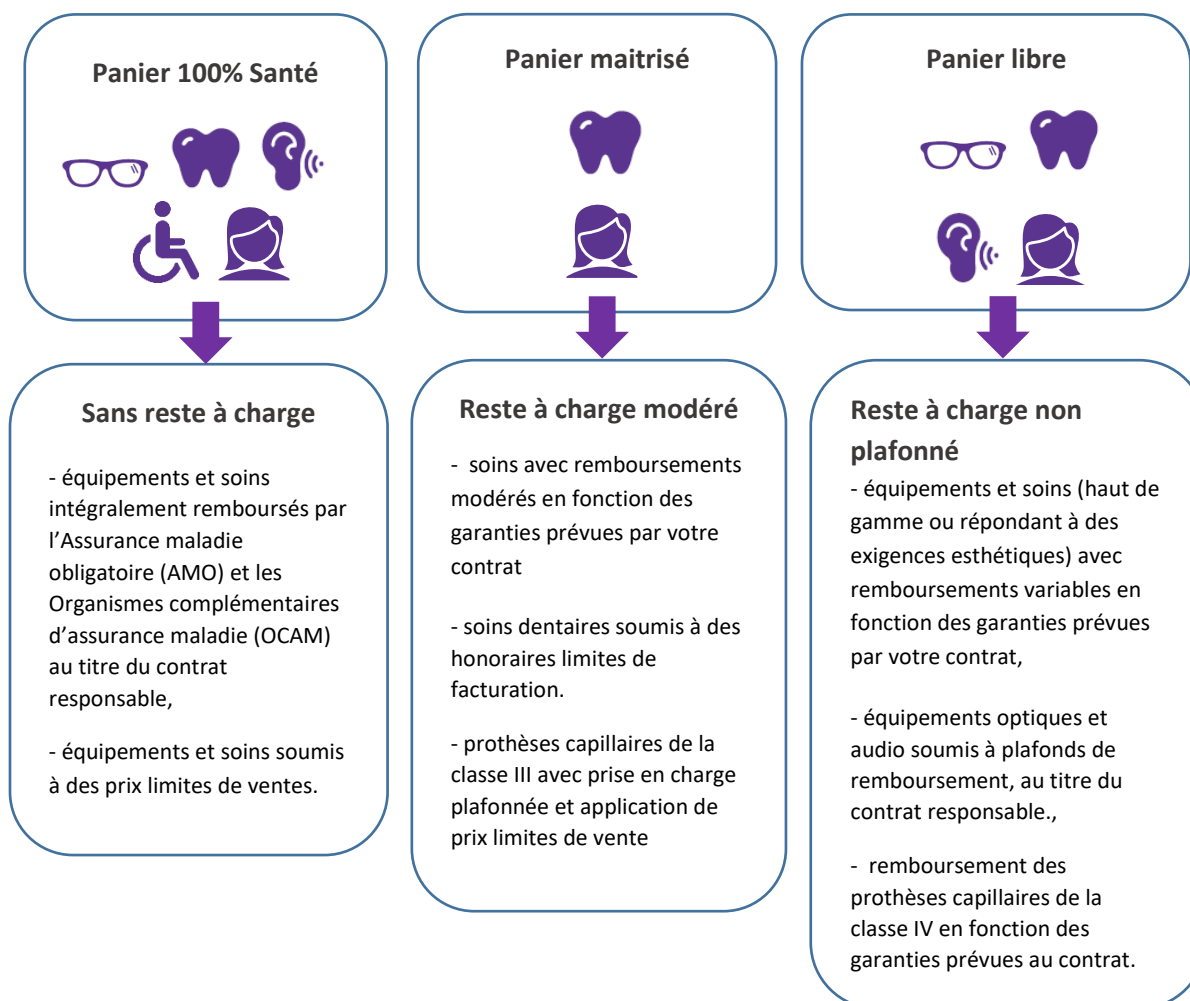 Panier 100% Santé
Sans reste à charge
- équipements et soins
intégralement remboursés par
l’Assurance maladie
obligatoire (AMO) et les
Organismes complémentaires
d’assurance maladie (OCAM)
au titre du contrat
responsable,
- équipements et soins soumis
à des prix limites de ventes.
Panier maitrisé
Reste à charge modéré
- soins avec remboursements
modérés en fonction des
garanties prévues par votre
contrat
- soins dentaires soumis à des
honoraires limites de
facturation.
- prothèses capillaires de la
classe III avec prise en charge
plafonnée et application de
prix limites de vente
Panier libre
Reste à charge non
plafonné
- équipements et soins (haut de
gamme ou répondant à des
exigences esthétiques) avec
remboursements variables en
fonction des garanties prévues
par votre contrat,
- équipements optiques et
audio soumis à plafonds de
remboursement, au titre du
contrat responsable.,
- remboursement des
prothèses capillaires de la
classe IV en fonction des
garanties prévues au contrat.